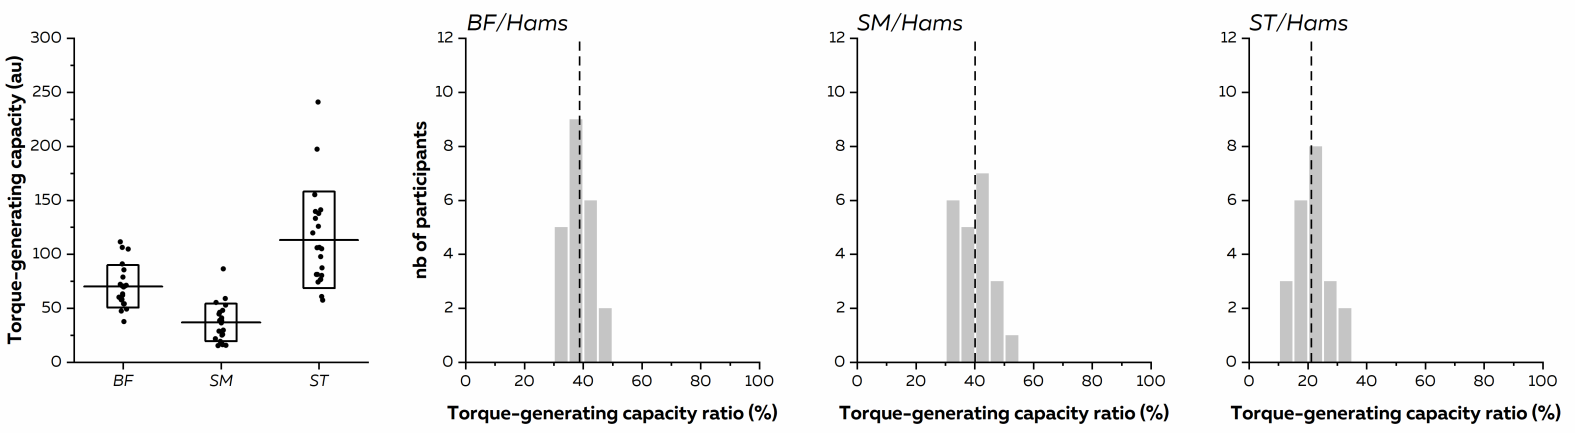 Torque-generating capacity (au)
300
250
200
150
100
50
0
BF
SM
ST
BF/Hams
nb of participants
12
10
8
6
4
2
0
0 20 40 60 80 100
Torque-generating capacity ratio (%)
SM/Hams
12
10
8
6
4
2
0
0 20 40 60 80 100
Torque-generating capacity ratio (%)
ST/Hams
12
10
8
6
4
2
0
0 20 40 60 80 100
Torque-generating capacity ratio (%)